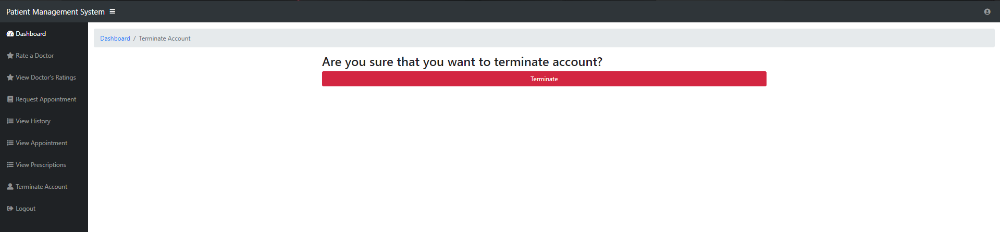 Patient Management System
Dashboard
Rate a Doctor
View Doctor's Ratings
Request Appointment
View History
View Appointment
View Prescriptions
Terminate Account
Logout
Dashboard / Terminate Account
Are you sure that you want to terminate account?
Terminate